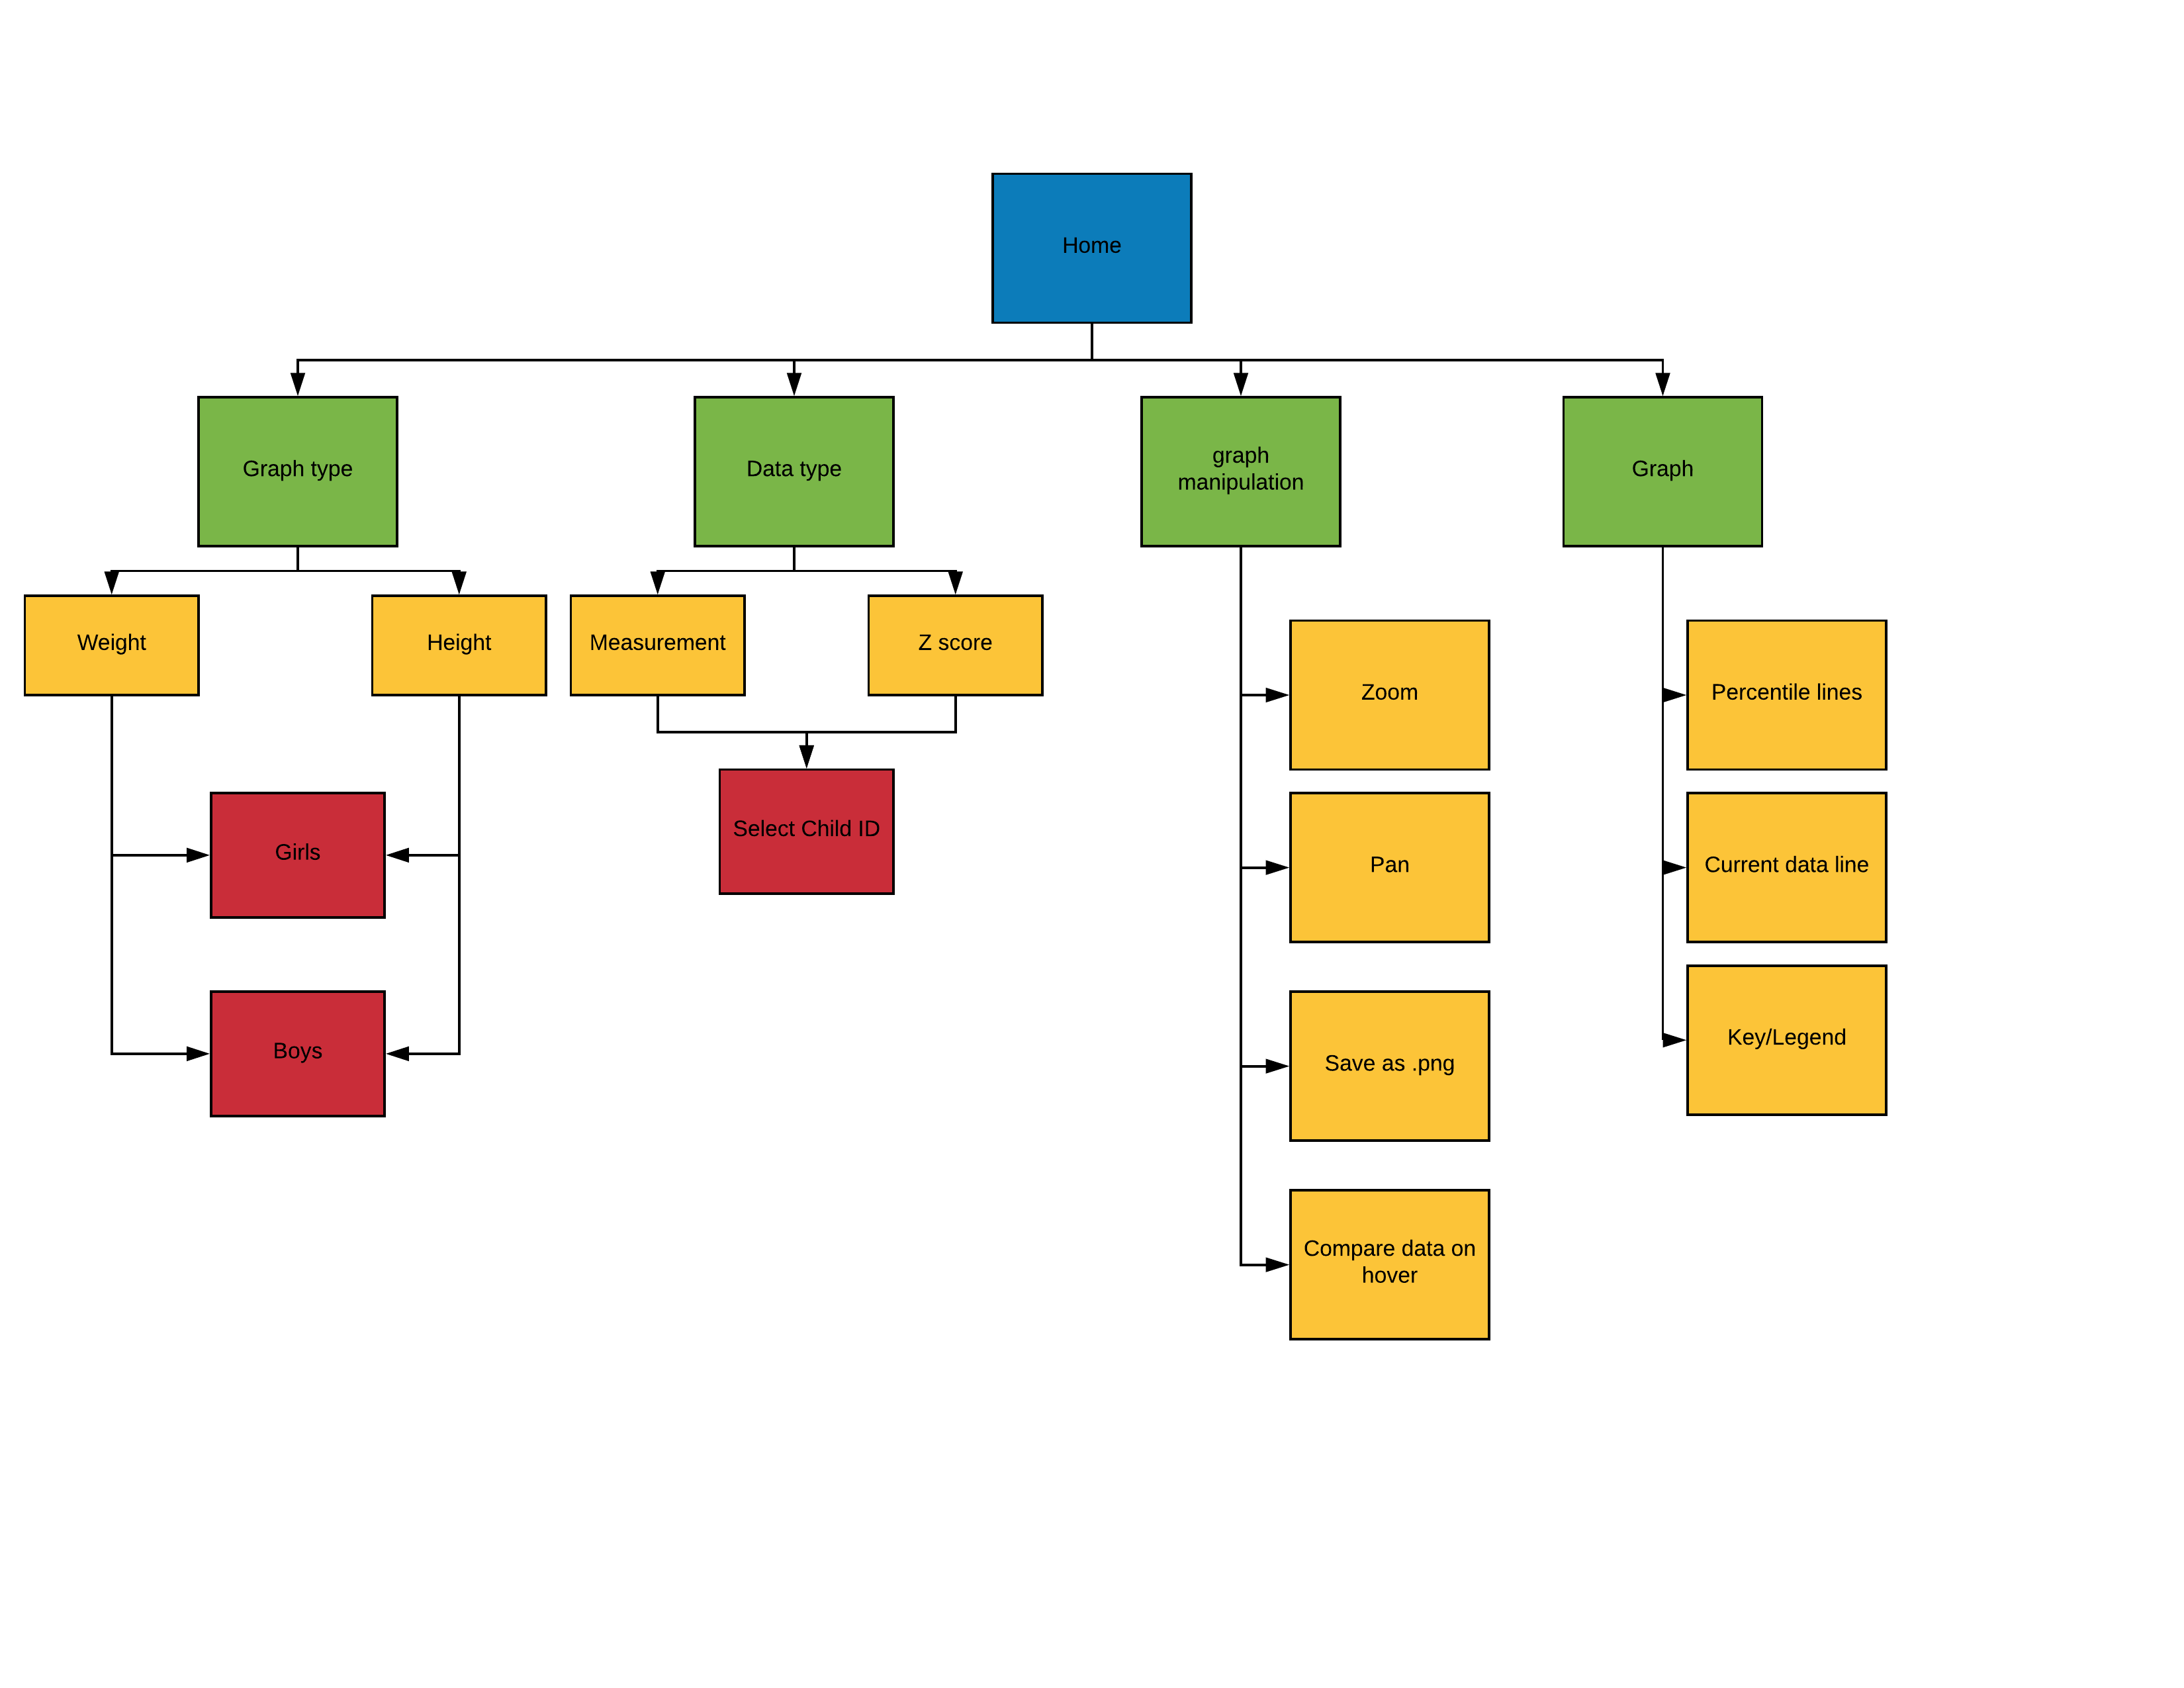 Home
Graph type
Data type
graph
manipulation
Graph
Weight
Height
Measurement
Z score
Zoom
Percentile lines
Girls
Select Child ID
Pan
Current data line
Boys
Save as .png
Key/Legend
Compare data on
hover